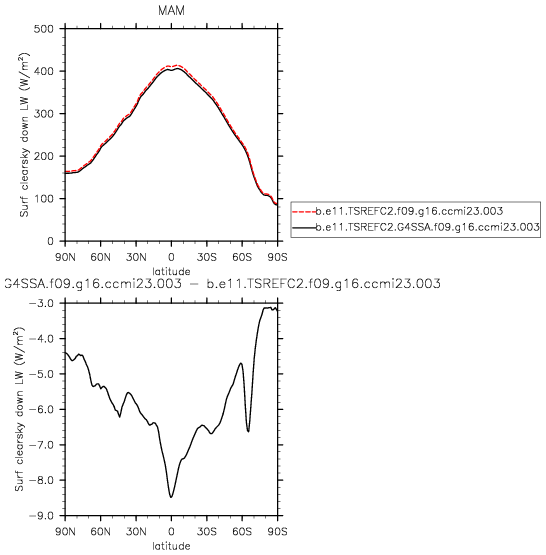 MAM
500
400
300
200
100
0
Surf clearsky down LW (W/m²)
90N 60N 30N 0 30S 60S 90S
latitude
b.e11.TSREFC2.f09.g16.ccmi23.003
b.e11.TSREFC2.G4SSA.f09.g16.ccmi23.003
G4SSA.f09.g16.ccmi23.003 − b.e11.TSREFC2.f09.g16.ccmi23.003
−3.0
−4.0
−5.0
−6.0
−7.0
−8.0
−9.0
Surf clearsky down LW (W/m²)
90N 60N 30N 0 30S 60S 90S
latitude